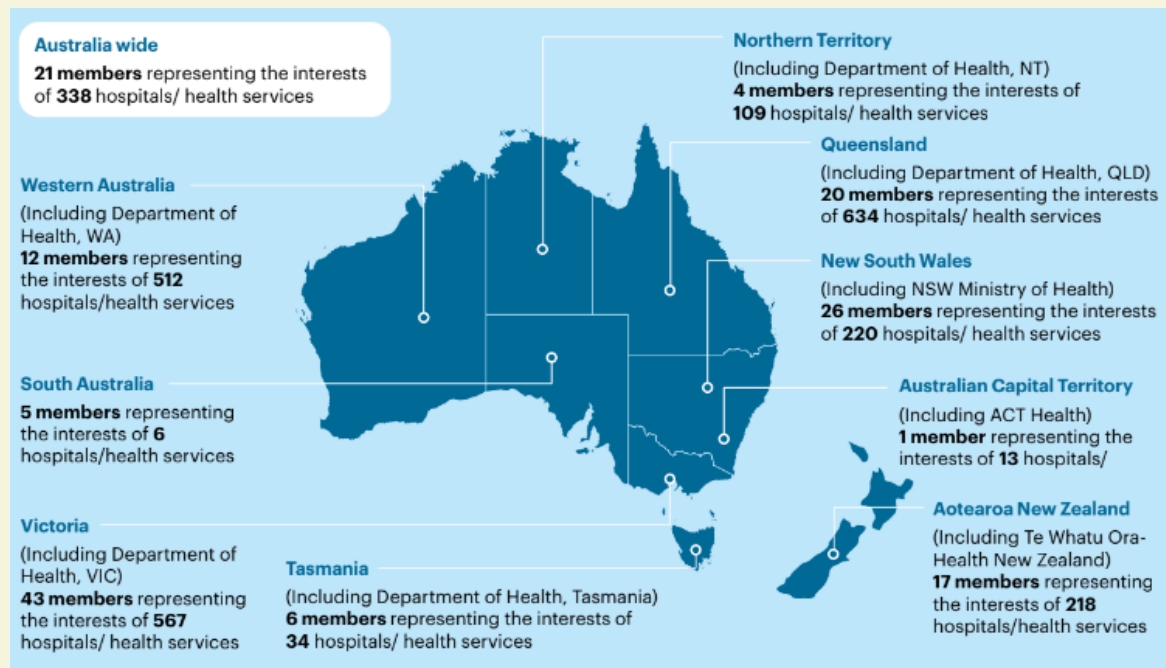 Australia wide
21 members representing the interests
of 338 hospitals/ health services
Northern Territory
(Including Department of Health, NT)
4 members representing the interests of
109 hospitals/ health services
Queensland
(Including Department of Health, QLD)
20 members representing the interests
of 634 hospitals/ health services
Western Australia
(Including Department of
Health, WA)
12 members representing
the interests of 512
hospitals/health services
New South Wales
(Including NSW Ministry of Health)
26 members representing the interests
of 220 hospitals/ health services
South Australia
5 members representing
the interests of 6
hospitals/health services
Australian Capital Territory
(Including ACT Health)
1 member representing the
interests of 13 hospitals/
Victoria
(Including Department of
Health, VIC)
43 members representing
the interests of 567
hospitals/ health services
Tasmania
(Including Department of Health, Tasmania)
6 members representing the interests of
34 hospitals/ health services
Aotearoa New Zealand
(Including Te Whatu Ora-
Health New Zealand)
17 members representing
the interests of 218
hospitals/health services